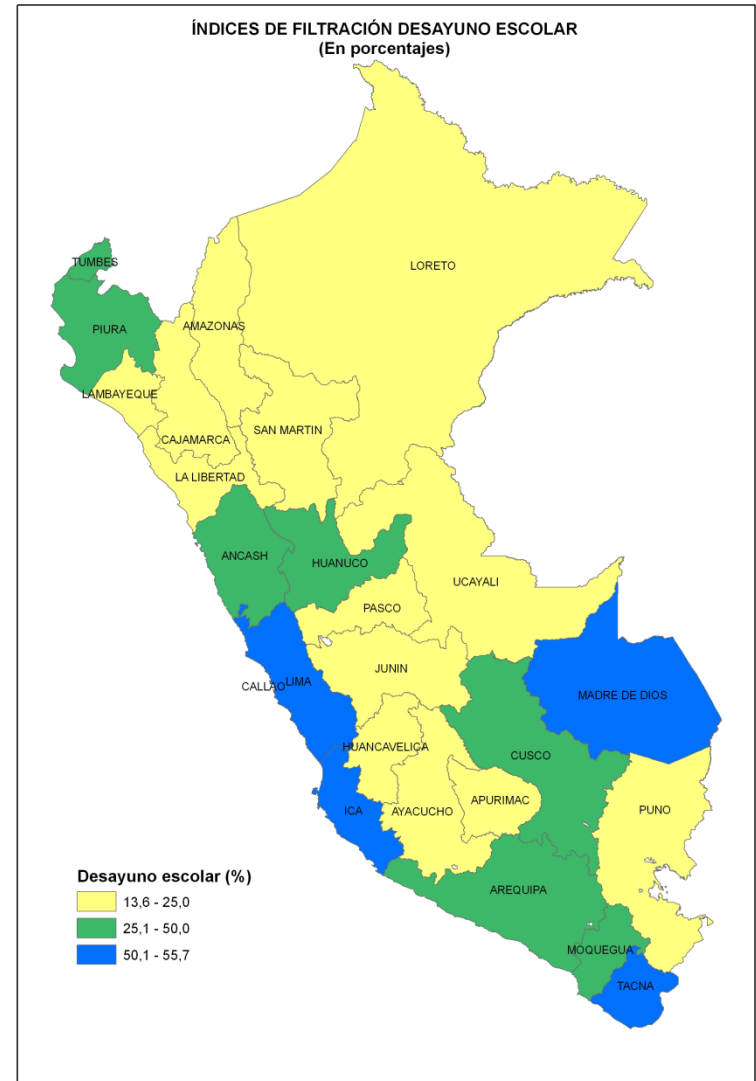 ÍNDICES DE FILTRACIÓN DESAYUNO ESCOLAR
(En porcentajes)
LORETO
TUMBES
AMAZONAS
PIURA
LAMBAYEQUE
SAN MARTIN
CAJAMARCA
LA LIBERTAD
ANCASH
HUANUCO
UCAYALI
PASCO
JUNIN
CALLAO
LIMA
MADRE DE DIOS
HUANCAVELICA
CUSCO
ICA
AYACUCHO
APURIMAC
PUNO
AREQUIPA
MOQUEGUA
TACNA
Desayuno escolar (%)
13,6 - 25,0
25,1 - 50,0
50,1 - 55,7